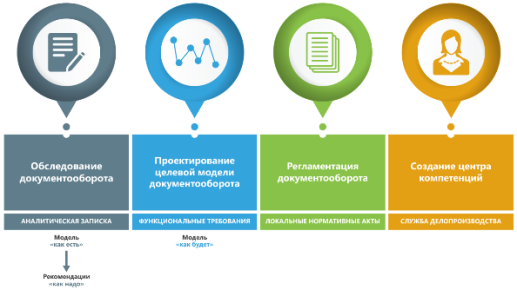 Обследование
документооборота
Проектирование
целевой модели
документооборота
Регламентация
документооборота
Создание центра
компетенций
АНАЛИТИЧЕСКАЯ ЗАПИСКА
ФУНКЦИОНАЛЬНЫЕ ТРЕБОВАНИЯ
ЛОКАЛЬНЫЕ НОРМАТИВНЫЕ АКТЫ
СЛУЖБА ДЕЛОПРОИЗВОДСТВА
Модель
«как есть»
Модель
«как будет»
Рекомендации
«как надо»